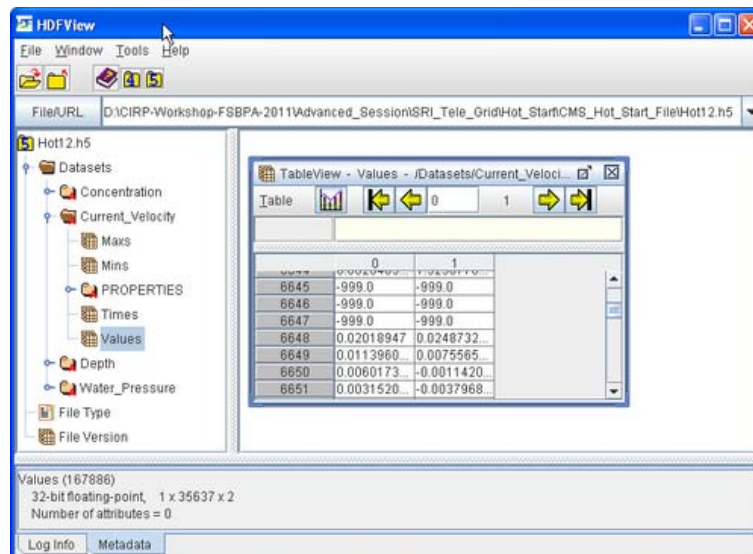 HDFView
File Window Tools Help
File/URL D:\CIRP-Workshop-FSBPA-2011\Advanced_Session\SRI_Tele_Grid\Hot_Start\CMS_Hot_Start_File\Hot12.h5
Hot12.h5
Datasets
Concentration
Current_Velocity
Maxs
Mins
PROPERTIES
Times
Values
Depth
Water_Pressure
File Type
File Version
TableView - Values - /Datasets/Current_Veloci...
Table 0 1
0 1
6645 -999.0 -999.0
6646 -999.0 -999.0
6647 -999.0 -999.0
6648 0.02018947 0.0248732...
6649 0.0113960... 0.0075565...
6650 0.0060173... -0.0011420...
6651 0.0031520... -0.0037968...
Values (167886)
32-bit floating-point, 1 x 35637 x 2
Number of attributes = 0
Log Info Metadata